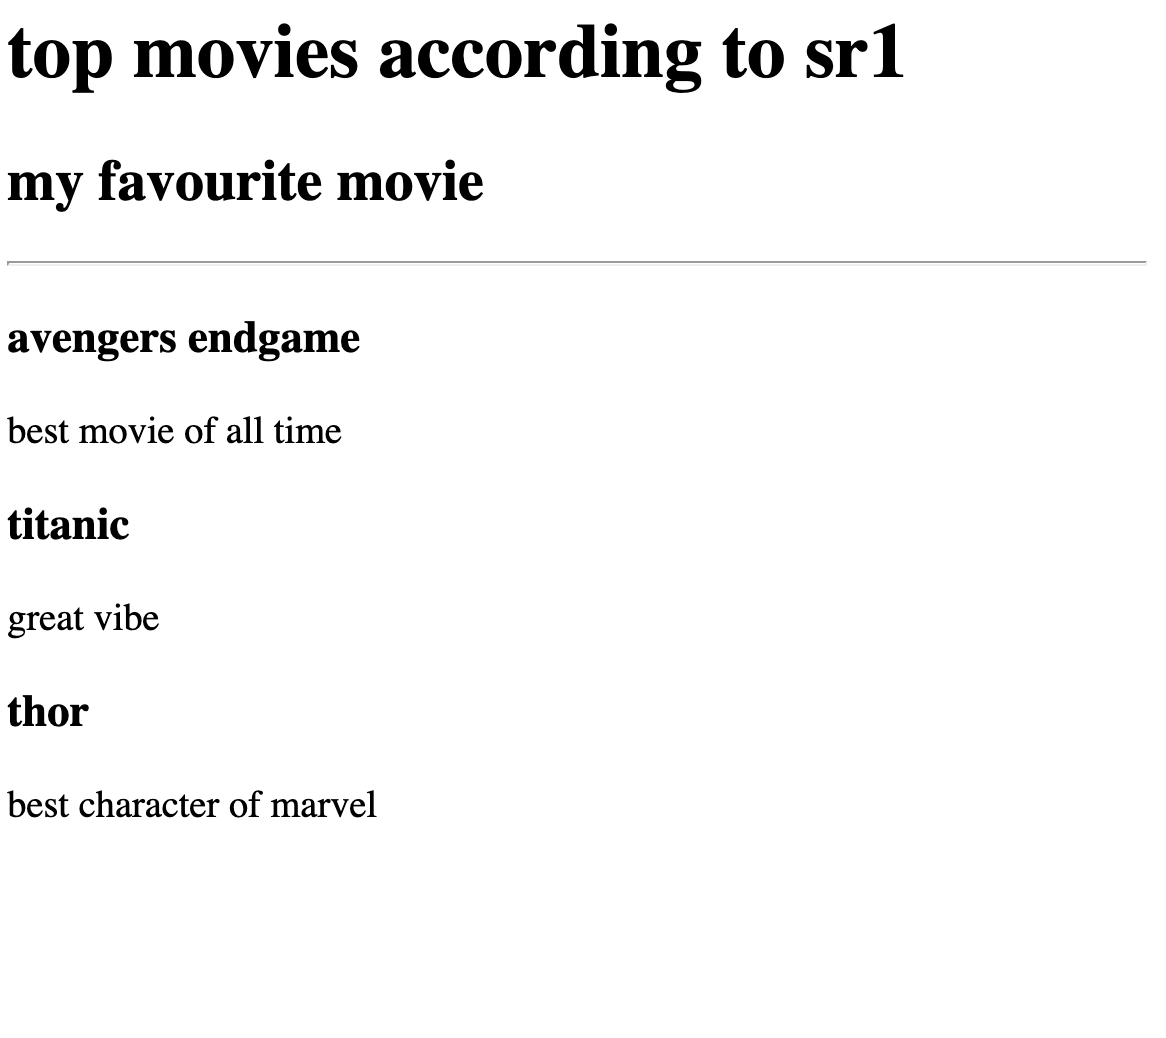 top movies according to sr1
my favourite movie
avengers endgame
best movie of all time
titanic
great vibe
thor
best character of marvel